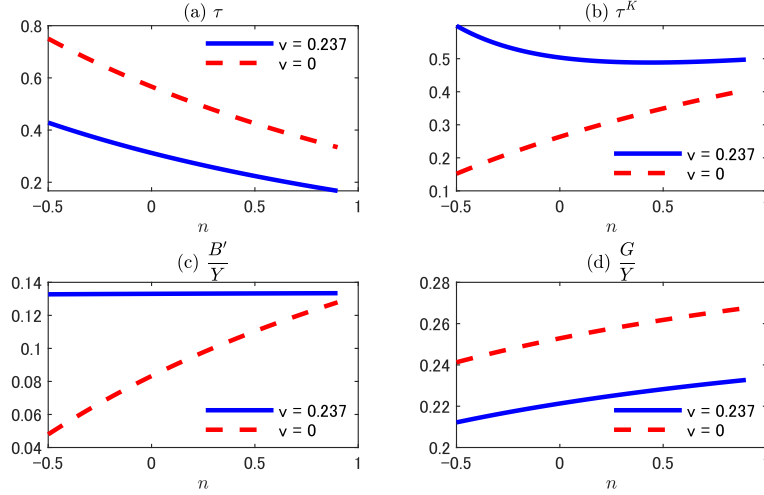 (a) τ
0.8
0.6
0.4
0.2
-0.5
0
0.5
1
n
v = 0.237
v = 0
(b) τ^K
0.5
0.4
0.3
0.2
0.1
-0.5
0
0.5
1
n
v = 0.237
v = 0
(c) B′/Y
0.14
0.12
0.1
0.08
0.06
0.04
-0.5
0
0.5
1
n
v = 0.237
v = 0
(d) G/Y
0.28
0.26
0.24
0.22
0.2
-0.5
0
0.5
1
n
v = 0.237
v = 0